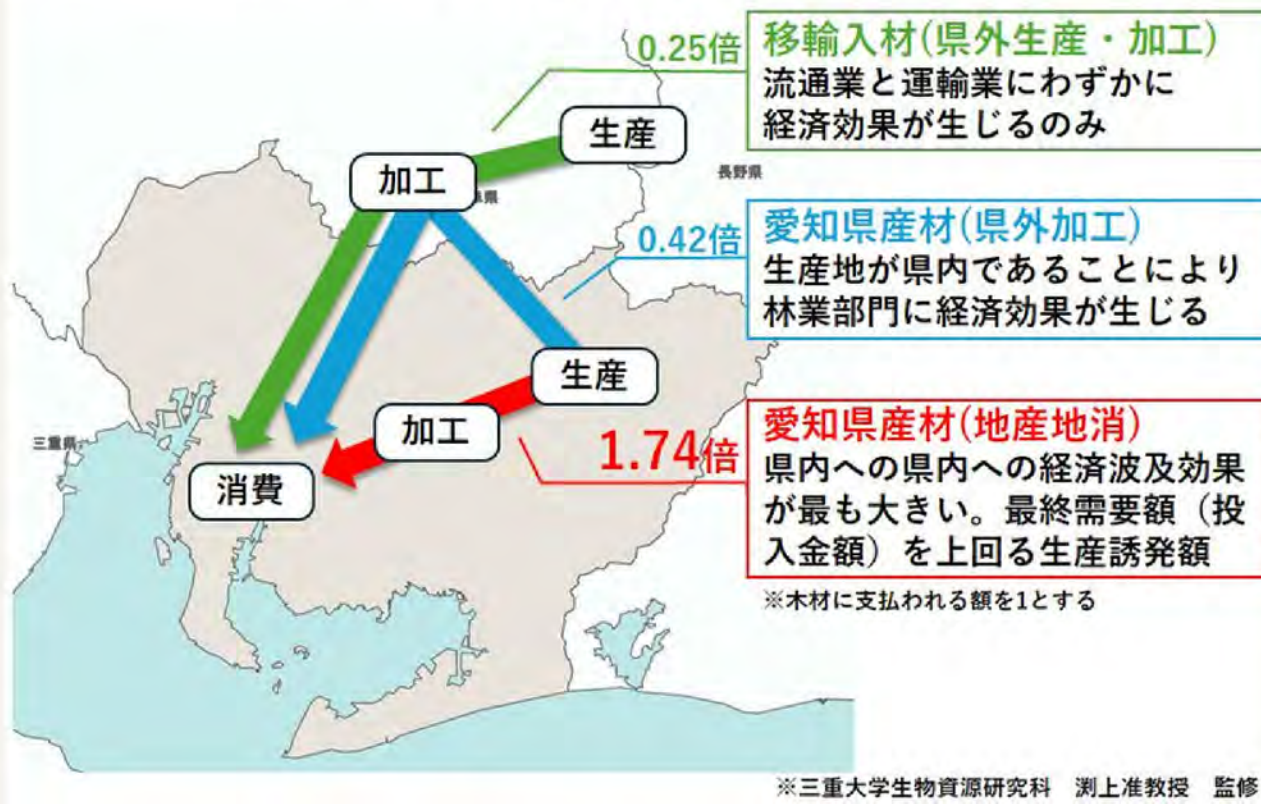 0.25倍
移輸入材(県外生産・加工)
流通業と運輸業にわずかに
経済効果が生じるのみ
生産
加工
長野県
阜県
0.42倍
愛知県産材(県外加工)
生産地が県内であることにより
林業部門に経済効果が生じる
生産
加工
三重県
消費
1.74倍
愛知県産材(地産地消)
県内への県内への経済波及効果
が最も大きい。最終需要額（投
入金額）を上回る生産誘発額
※木材に支払われる額を1とする
※三重大学生物資源研究科　渕上准教授　監修